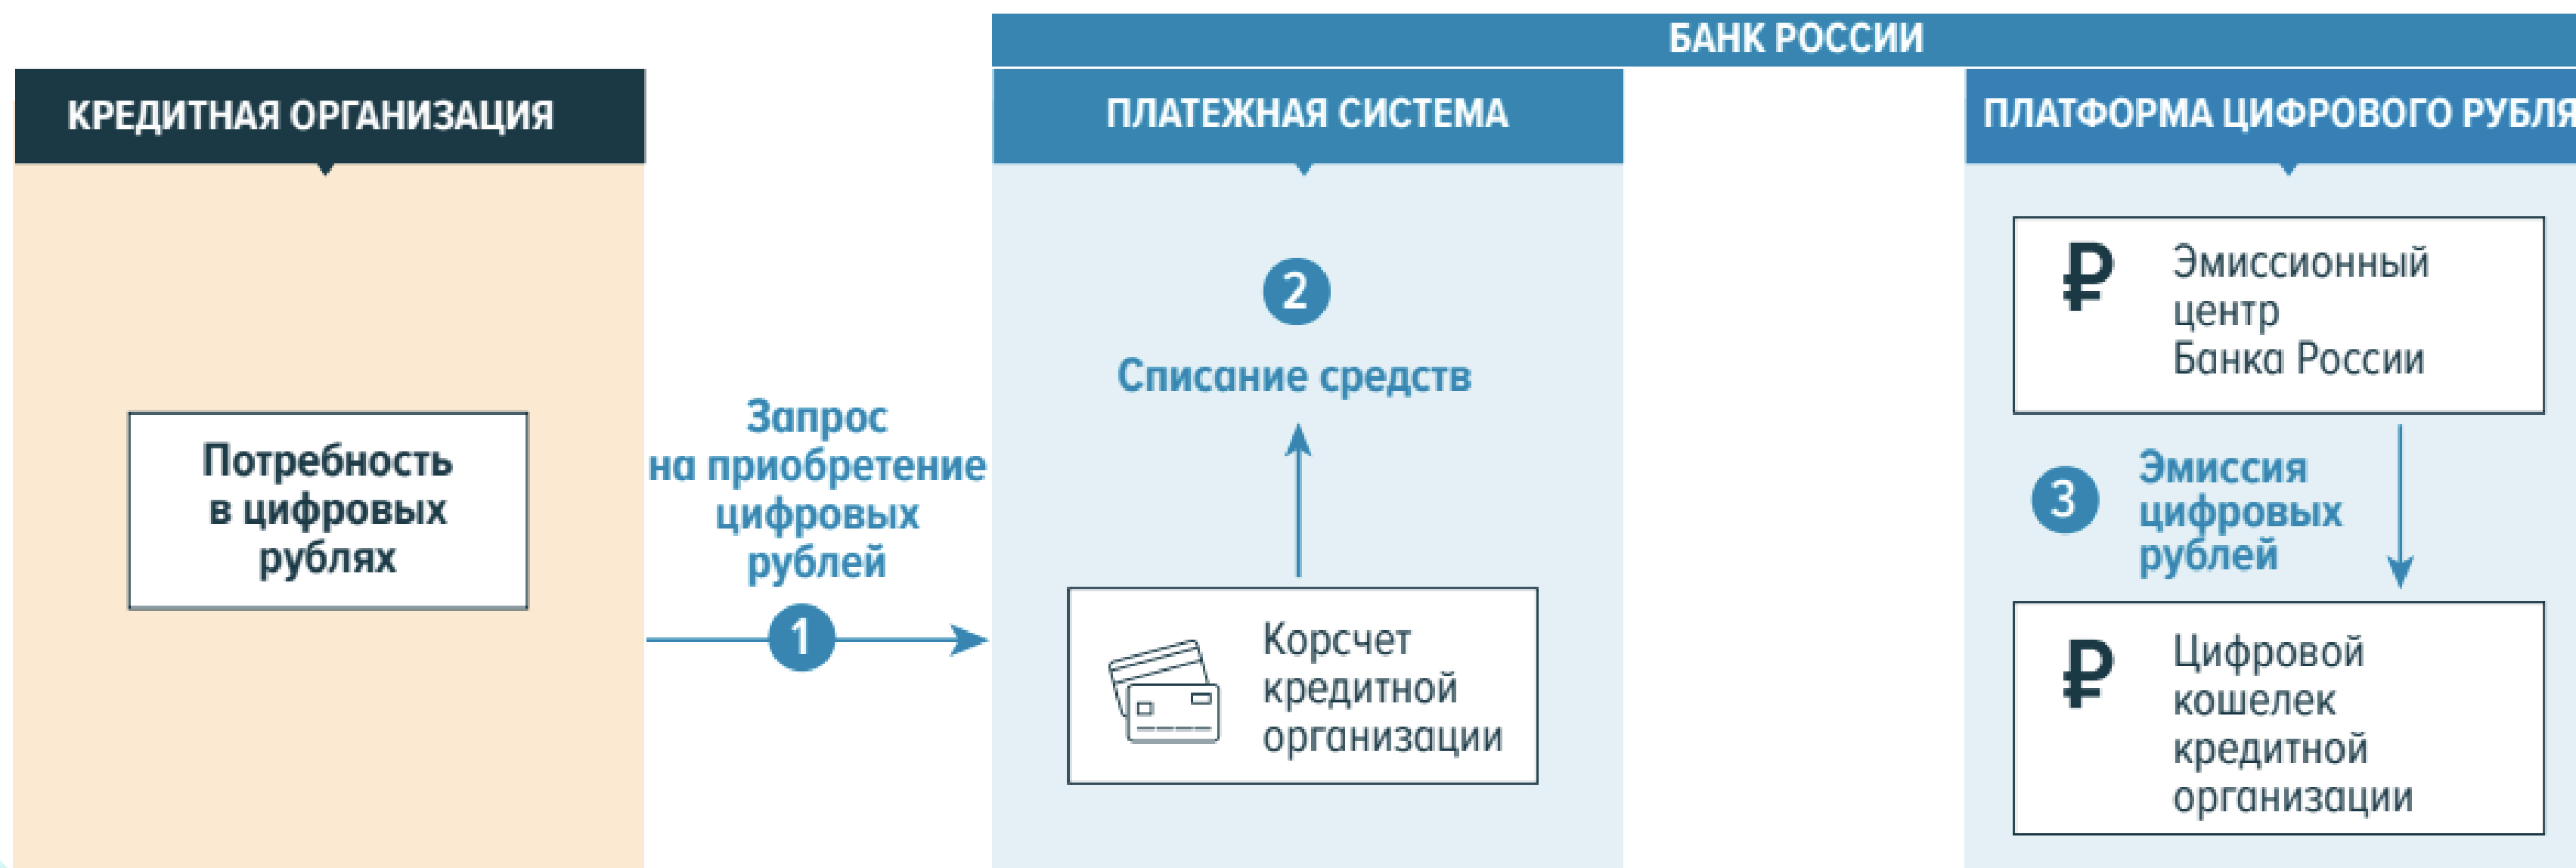 БАНК РОССИИ
КРЕДИТНАЯ ОРГАНИЗАЦИЯ
Потребность
в цифровых
рублях
Запрос
на приобретение
цифровых
рублей
1
ПЛАТЕЖНАЯ СИСТЕМА
2
Списание средств
Корсчет
кредитной
организации
ПЛАТФОРМА ЦИФРОВОГО РУБЛЯ
₽
Эмиссионный
центр
Банка России
3
Эмиссия
цифровых
рублей
₽
Цифровой
кошелек
кредитной
организации